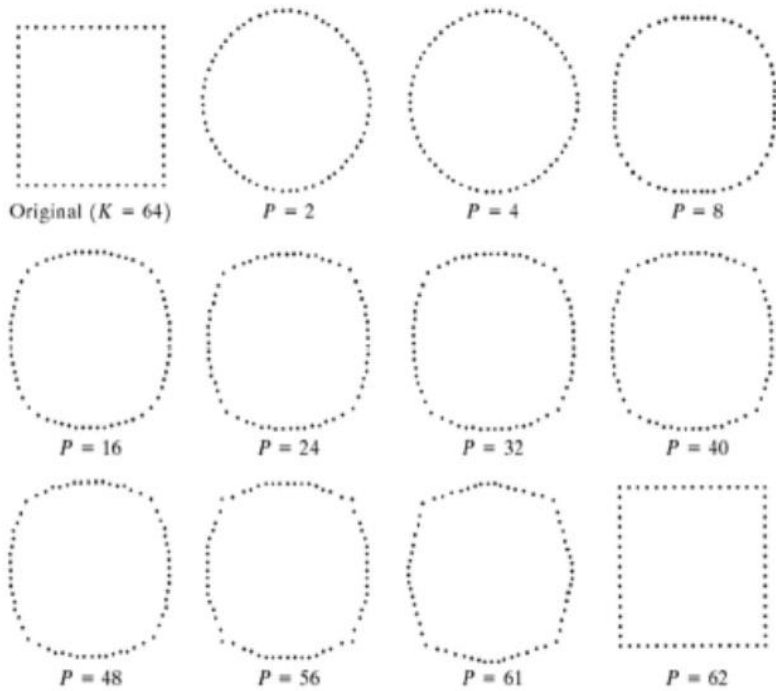 Original (K = 64)
P = 2
P = 4
P = 8
P = 16
P = 24
P = 32
P = 40
P = 48
P = 56
P = 61
P = 62